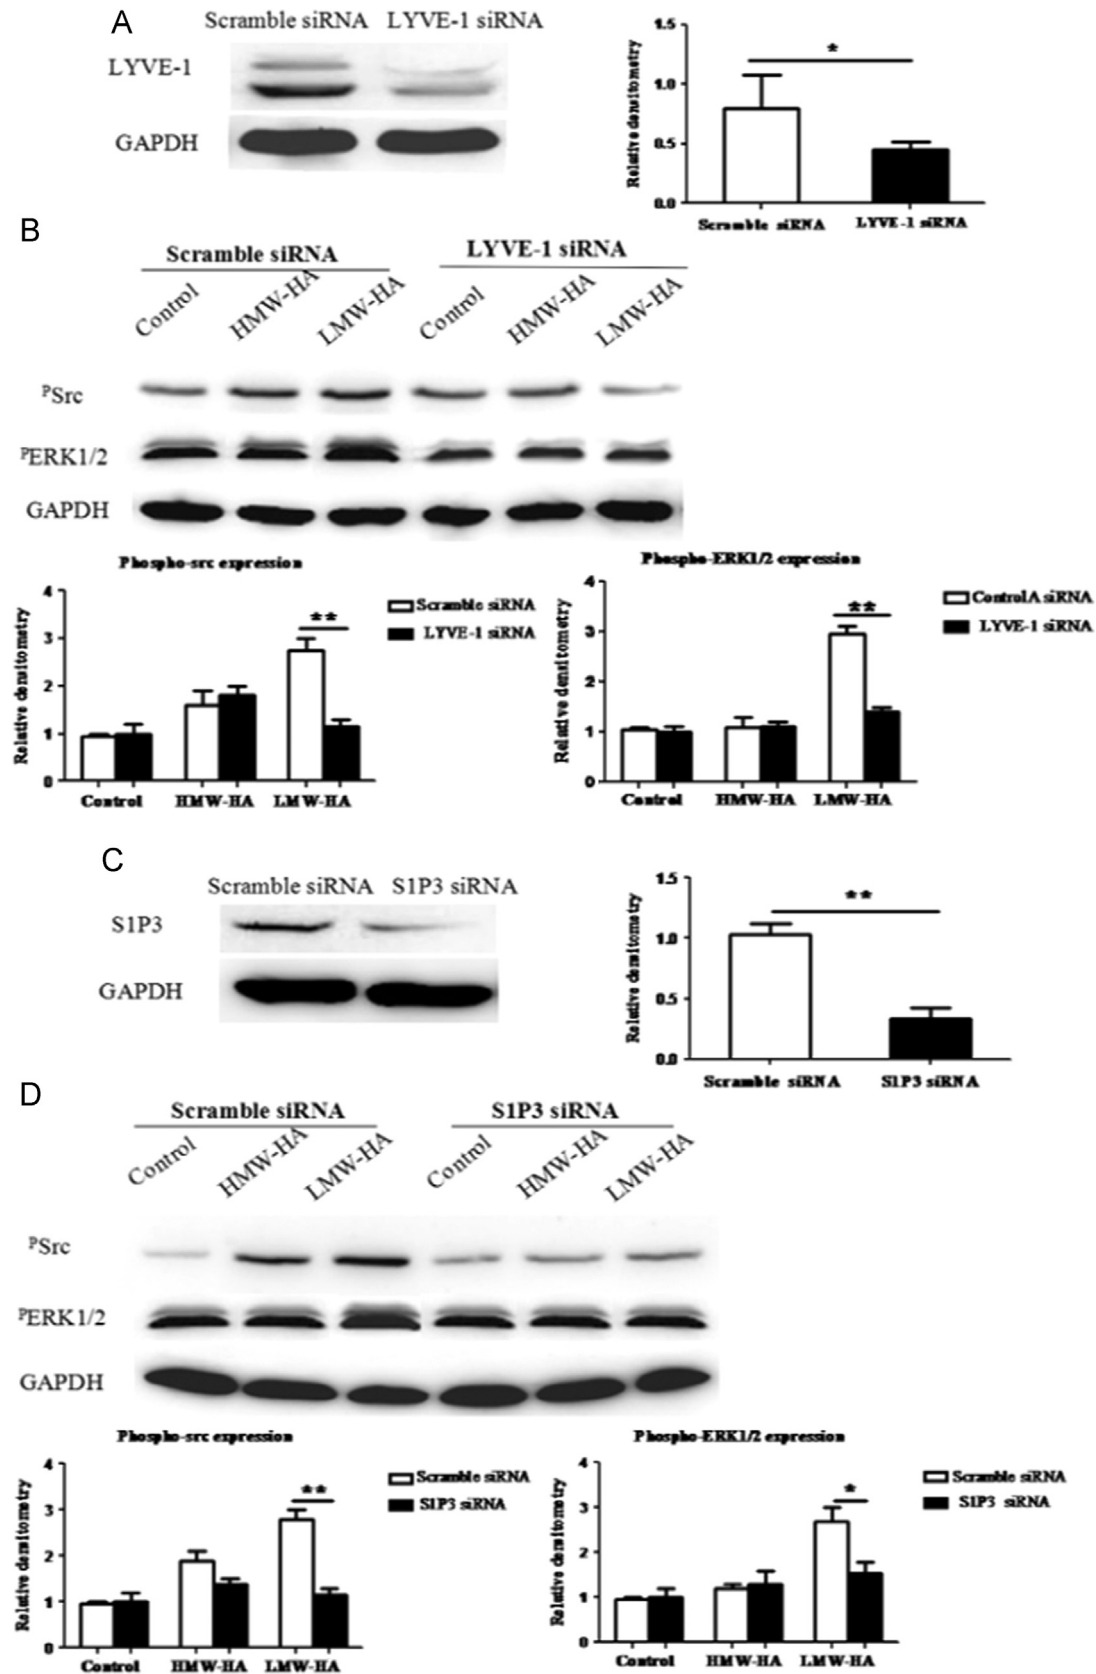 A
Scramble siRNA LYVE-1 siRNA
LYVE-1
GAPDH
Relative densitometry
1.5
1.0
0.5
0.0
*
Scramble siRNA LYVE-1 siRNA
B
Scramble siRNA LYVE-1 siRNA
Control HMW-HA LMW-HA Control HMW-HA LMW-HA
PSrc
PERK1/2
GAPDH
Phospho-src expression
Relative densitometry
4
3
2
1
0
**
Scramble siRNA
LYVE-1 siRNA
Control HMW-HA LMW-HA
Phospho-ERK1/2 expression
Relative densitometry
4
3
2
1
0
**
ControlA siRNA
LYVE-1 siRNA
Control HMW-HA LMW-HA
C
Scramble siRNA S1P3 siRNA
S1P3
GAPDH
Relative densitometry
1.5
1.0
0.5
0.0
**
Scramble siRNA S1P3 siRNA
D
Scramble siRNA S1P3 siRNA
Control HMW-HA LMW-HA Control HMW-HA LMW-HA
PSrc
PERK1/2
GAPDH
Phospho-src expression
Relative densitometry
4
3
2
1
0
**
Scramble siRNA
S1P3 siRNA
Control HMW-HA LMW-HA
Phospho-ERK1/2 expression
Relative densitometry
4
3
2
1
0
*
Scramble siRNA
S1P3 siRNA
Control HMW-HA LMW-HA